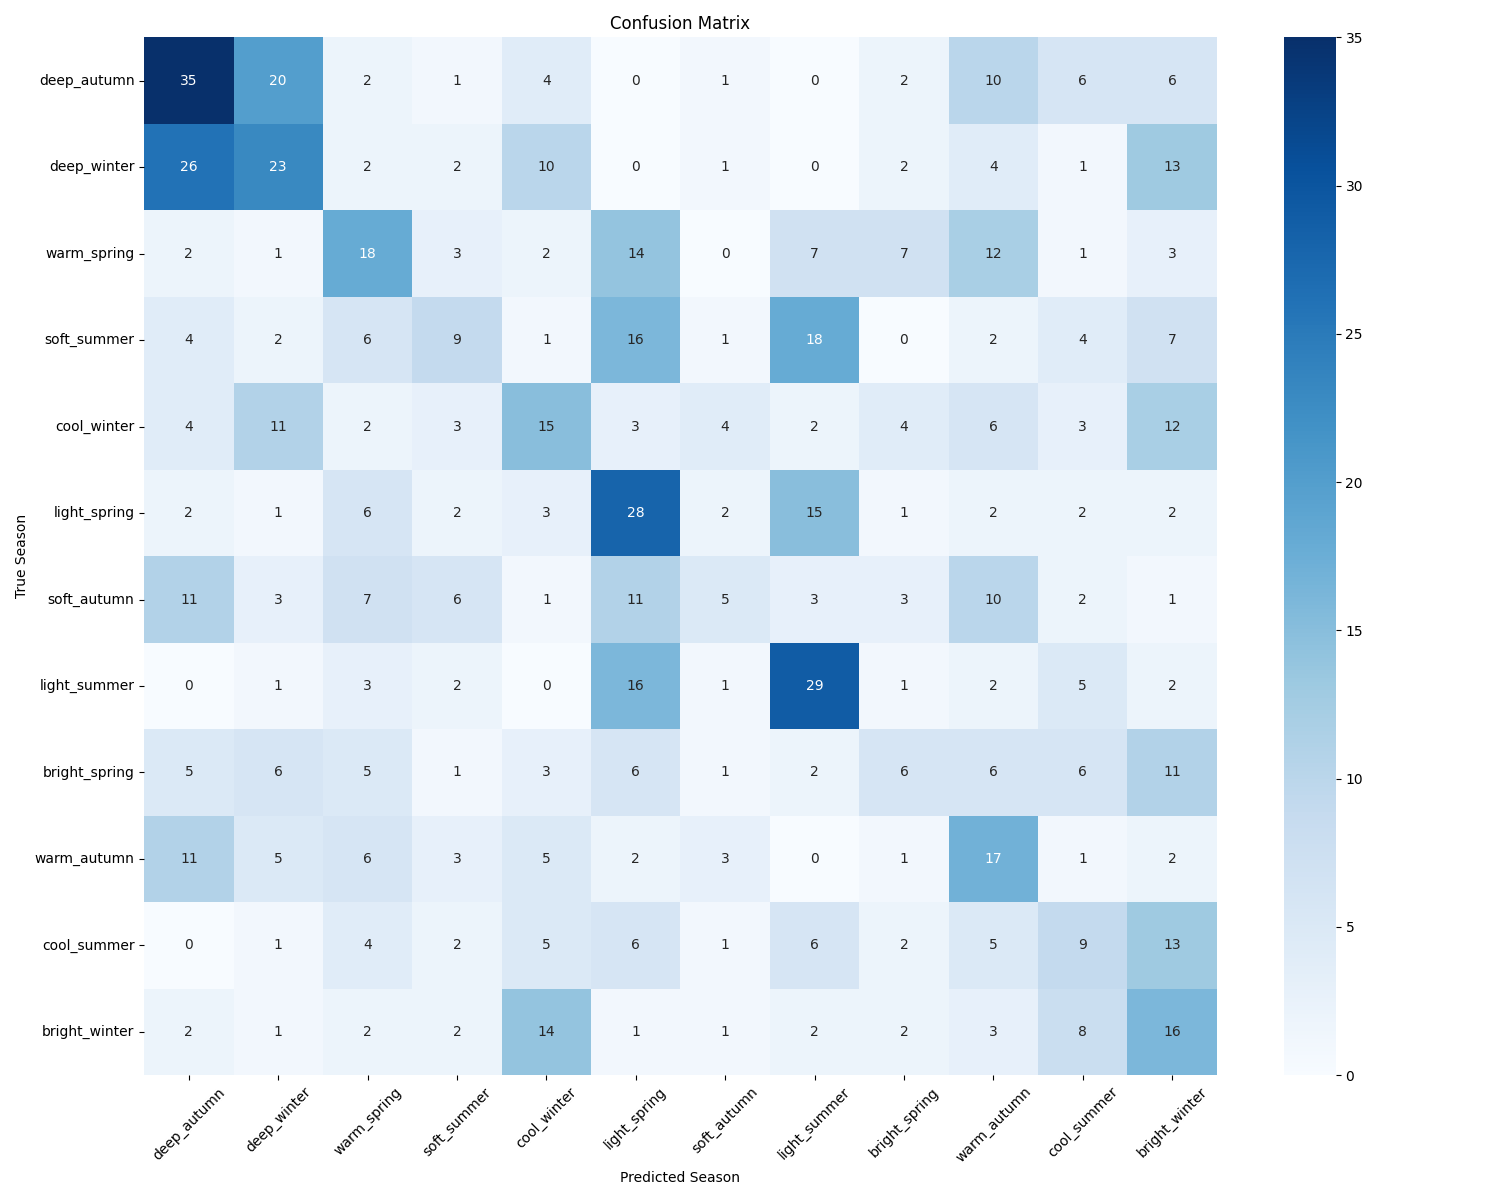 Confusion Matrix
deep_autumn 35 20 2 1 4 0 1 0 2 10 6 6
deep_winter 26 23 2 2 10 0 1 0 2 4 1 13
warm_spring 2 1 18 3 2 14 0 7 7 12 1 3
soft_summer 4 2 6 9 1 16 1 18 0 2 4 7
cool_winter 4 11 2 3 15 3 4 2 4 6 3 12
light_spring 2 1 6 2 3 28 2 15 1 2 2 2
soft_autumn 11 3 7 6 1 11 5 3 3 10 2 1
light_summer 0 1 3 2 0 16 1 29 1 2 5 2
bright_spring 5 6 5 1 3 6 1 2 6 6 6 11
warm_autumn 11 5 6 3 5 2 3 0 1 17 1 2
cool_summer 0 1 4 2 5 6 1 6 2 5 9 13
bright_winter 2 1 2 2 14 1 1 2 2 3 8 16
True Season
deep_autumn deep_winter warm_spring soft_summer cool_winter light_spring soft_autumn light_summer bright_spring warm_autumn cool_summer bright_winter
Predicted Season
35
30
25
20
15
10
5
0